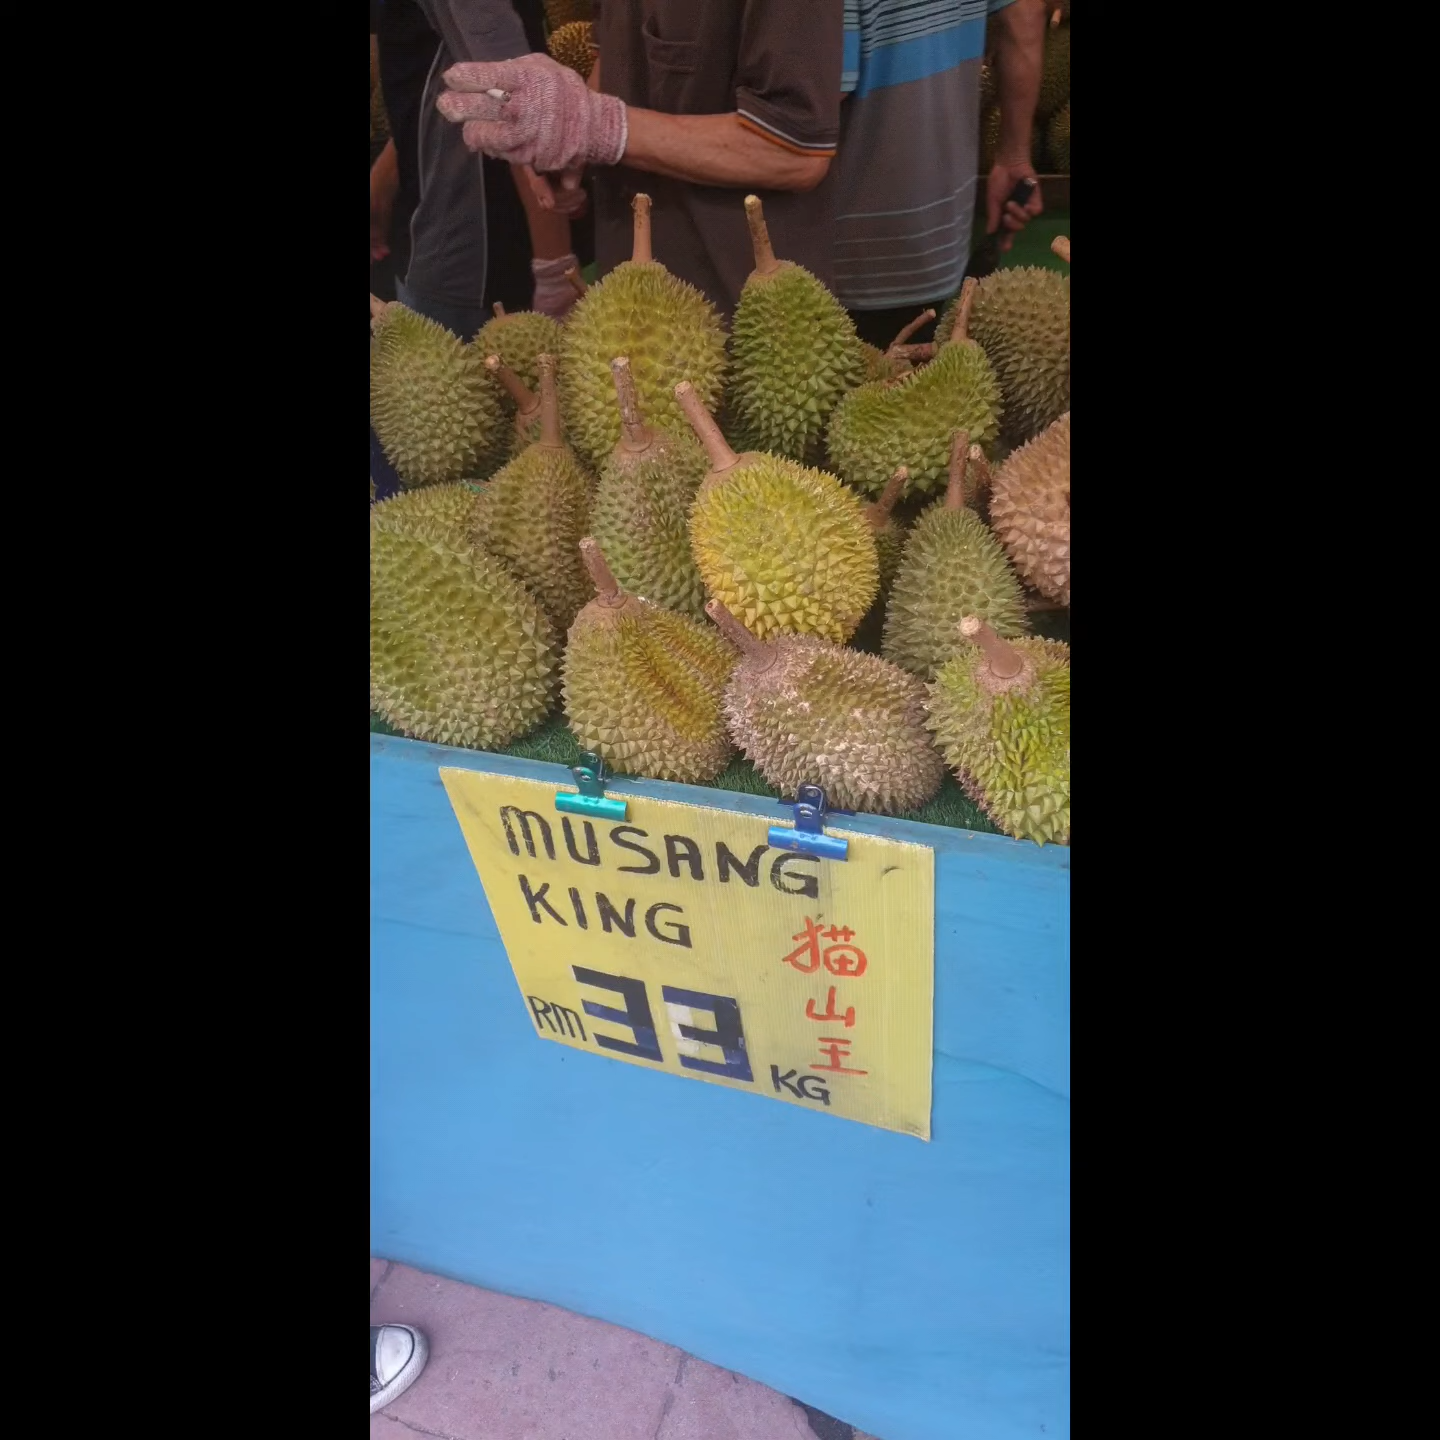 MUSANG
KING
RM 33 KG
猫
山
王